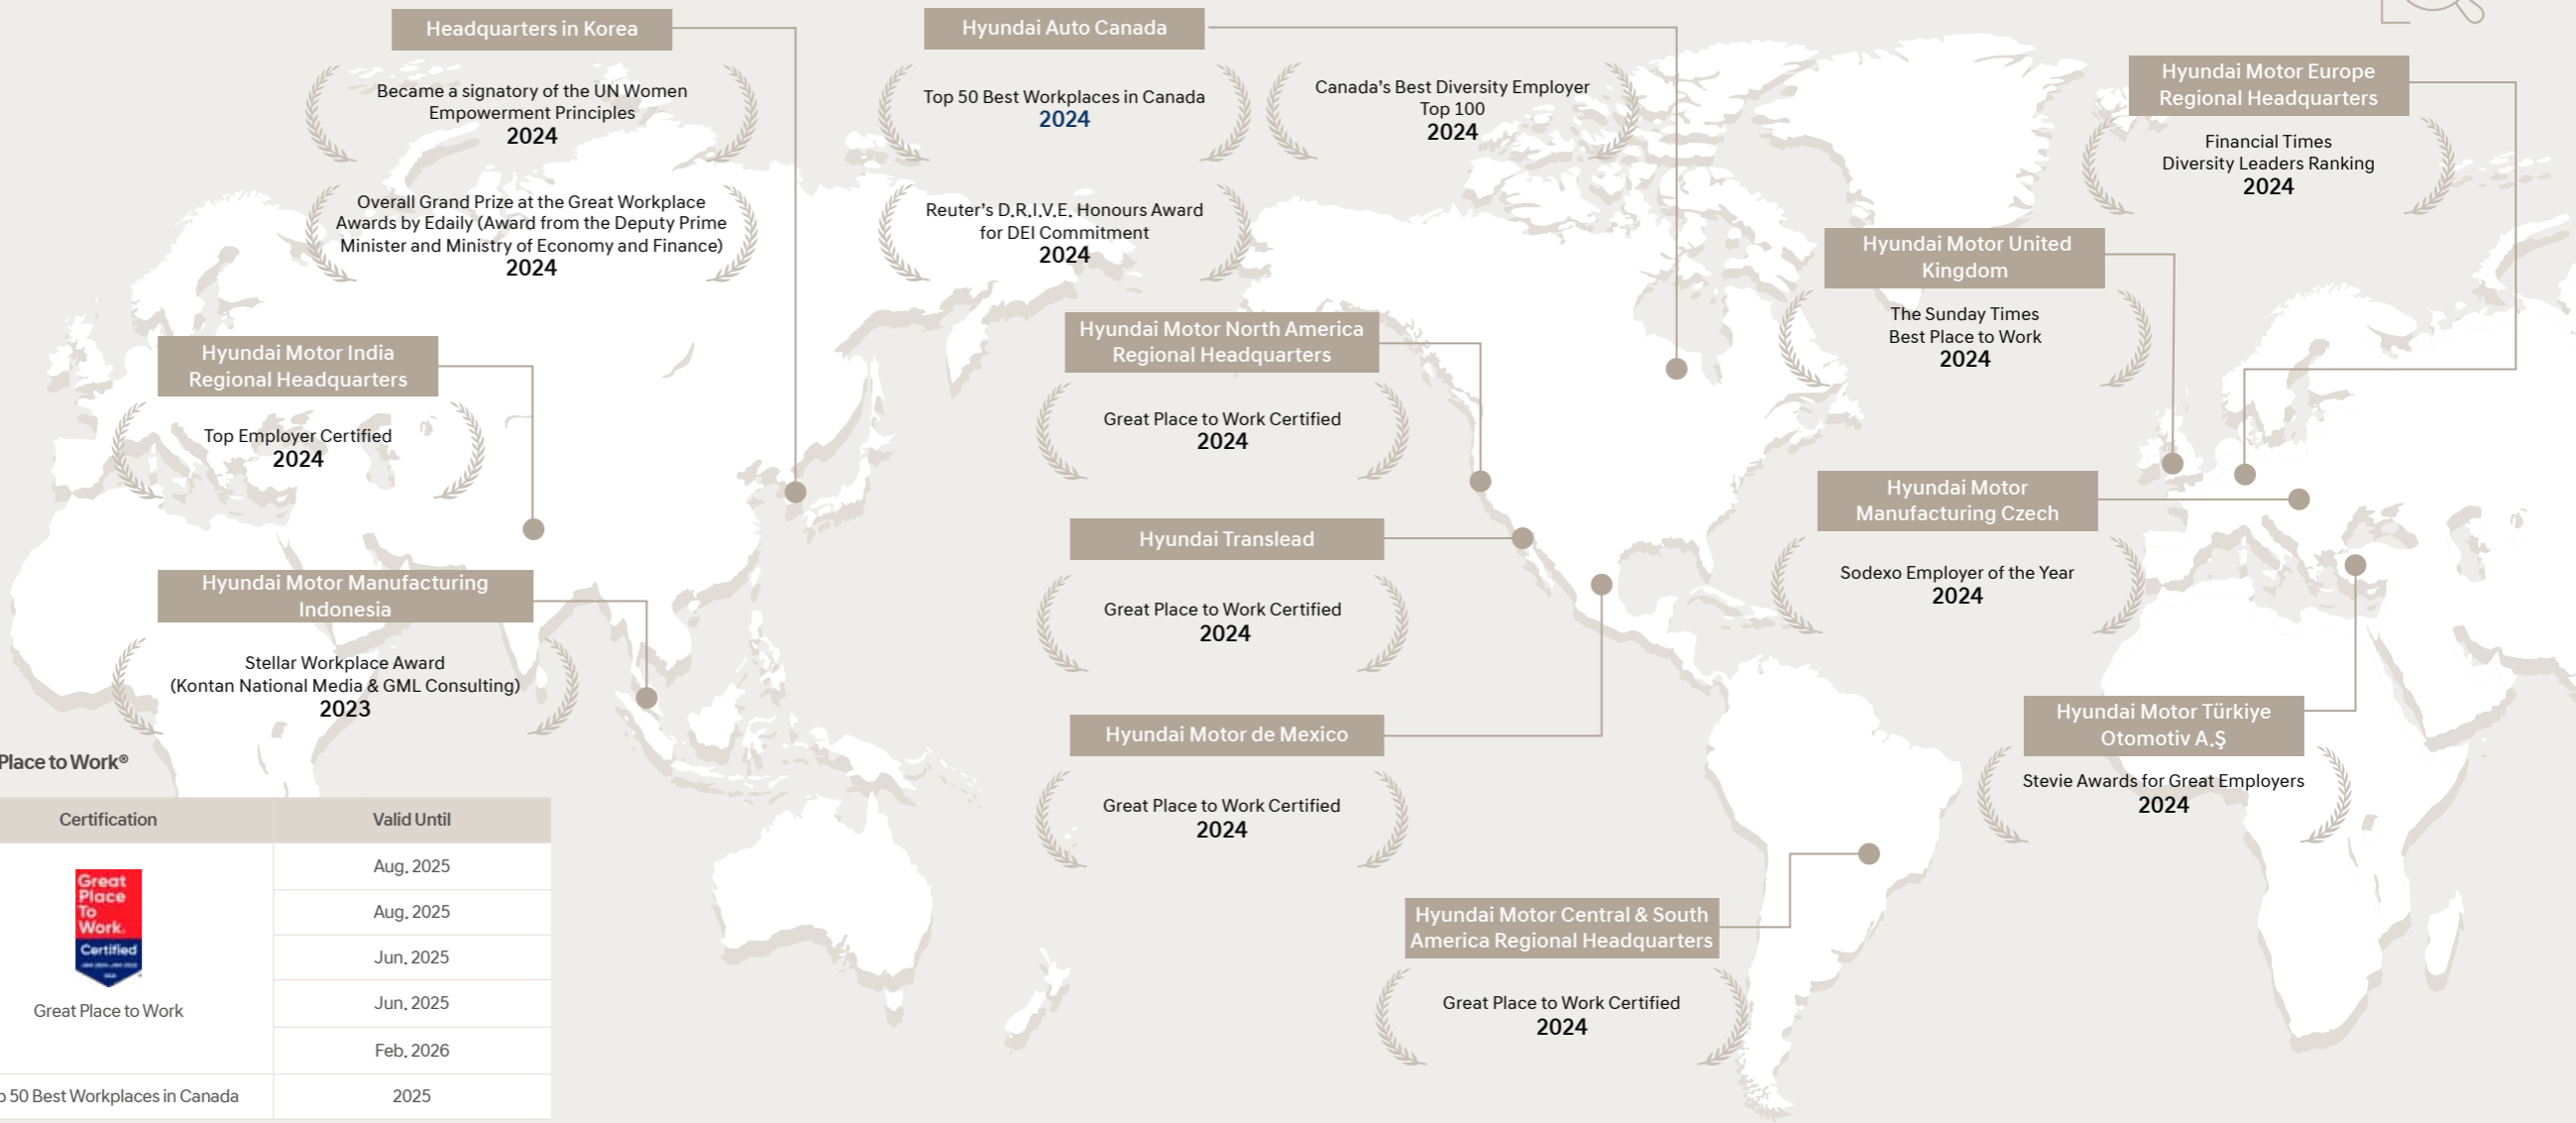 Headquarters in Korea
Became a signatory of the UN Women
Empowerment Principles
2024
Overall Grand Prize at the Great Workplace
Awards by Edaily (Award from the Deputy Prime
Minister and Ministry of Economy and Finance)
2024
Hyundai Auto Canada
Top 50 Best Workplaces in Canada
2024
Canada's Best Diversity Employer
Top 100
2024
Reuter's D.R.I.V.E. Honours Award
for DEI Commitment
2024
Hyundai Motor Europe
Regional Headquarters
Financial Times
Diversity Leaders Ranking
2024
Hyundai Motor United
Kingdom
The Sunday Times
Best Place to Work
2024
Hyundai Motor India
Regional Headquarters
Top Employer Certified
2024
Hyundai Motor North America
Regional Headquarters
Great Place to Work Certified
2024
Hyundai Motor
Manufacturing Czech
Sodexo Employer of the Year
2024
Hyundai Translead
Great Place to Work Certified
2024
Hyundai Motor Manufacturing
Indonesia
Stellar Workplace Award
(Kontan National Media & GML Consulting)
2023
Hyundai Motor de Mexico
Great Place to Work Certified
2024
Hyundai Motor Türkiye
Otomotiv A.Ş
Stevie Awards for Great Employers
2024
Hyundai Motor Central & South
America Regional Headquarters
Great Place to Work Certified
2024
Place to Work®
Certification
Valid Until
Great
Place
To
Work.
Certified
Great Place to Work
Aug. 2025
Aug. 2025
Jun. 2025
Jun. 2025
Feb. 2026
50 Best Workplaces in Canada
2025